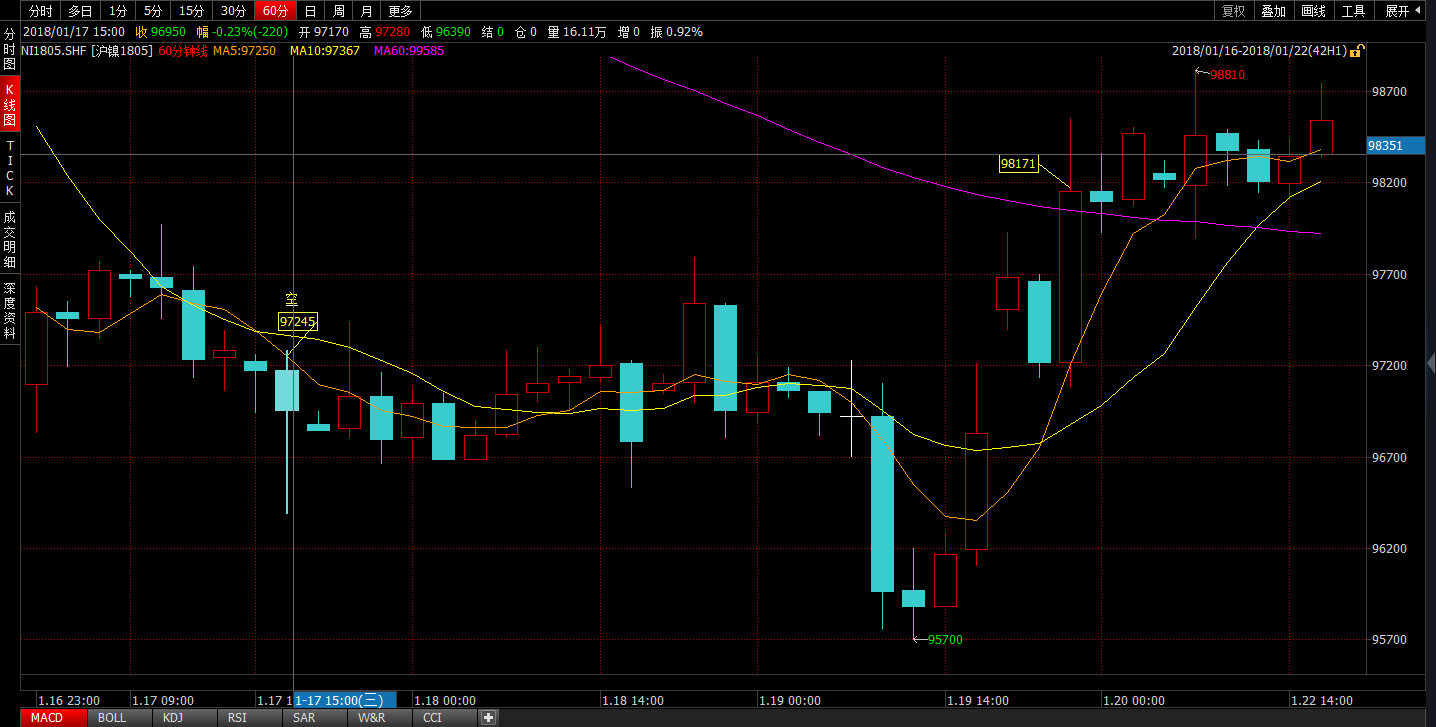 分时 多日 1分 5分 15分 30分 60分 日 周 月 更多 复权 叠加 画线 工具 展开
2018/01/17 15:00 收 96950 幅 -0.23%(-220) 开 97170 高 97280 低 96390 结 0 仓 0 量 16.11万 增 0 振 0.92%
NI1805.SHF [沪镍1805] 60分钟线 MA5:97250 MA10:97367 MA60:99585 2018/01/16-2018/01/22(42H1)
分时图
K线图
TICK
成交明细
深度资料
98810
98700
98351
98171
98200
97700
空
97245
97200
96700
96200
95700
95700
1.16 23:00 1.17 09:00 1.17 1 1-17 15:00(三) 1.18 00:00 1.18 14:00 1.19 00:00 1.19 14:00 1.20 00:00 1.22 14:00
MACD BOLL KDJ RSI SAR W&R CCI